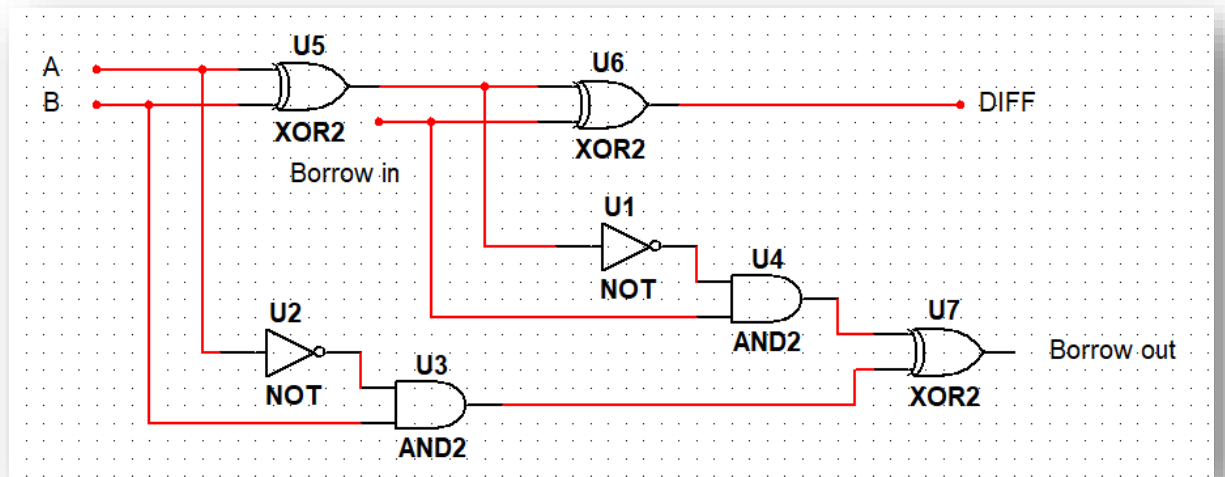 U5
A
U6
B
DIFF
XOR2
XOR2
Borrow in
U1
U4
NOT
U2
U7
AND2
U3
Borrow out
NOT
XOR2
AND2